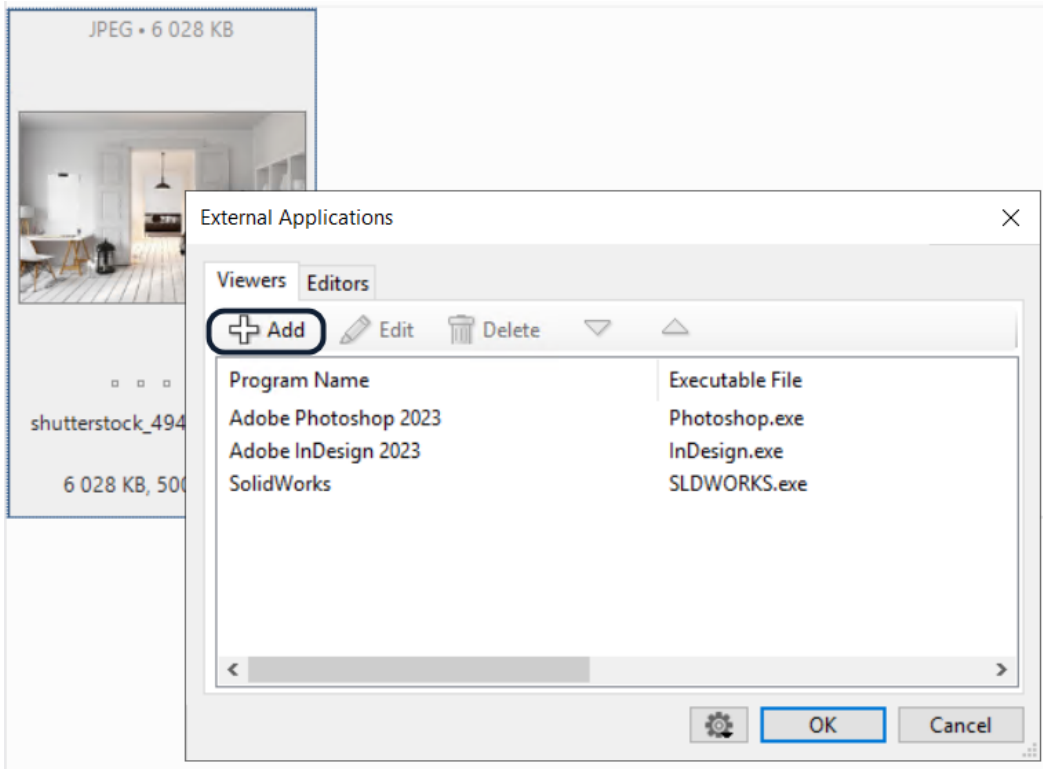 JPEG • 6 028 KB
External Applications
Viewers Editors
Add Edit Delete
Program Name Executable File
Adobe Photoshop 2023 Photoshop.exe
Adobe InDesign 2023 InDesign.exe
SolidWorks SLDWORKS.exe
shutterstock_494
6 028 KB, 500
OK Cancel